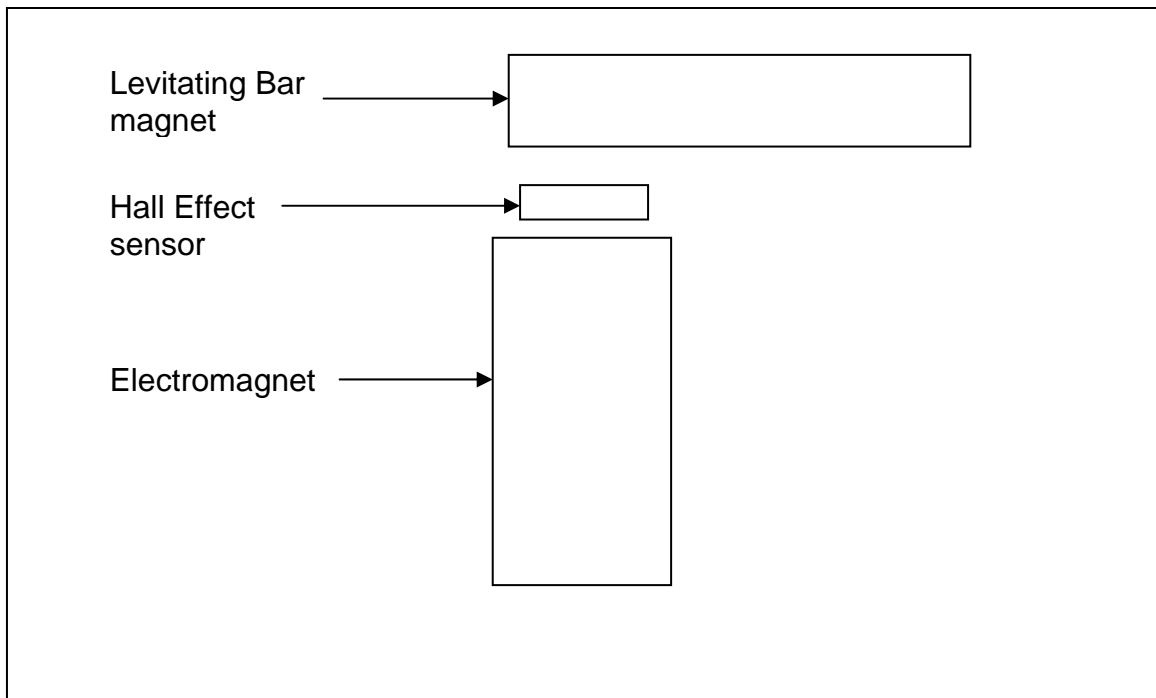 Levitating Bar
magnet
Hall Effect
sensor
Electromagnet